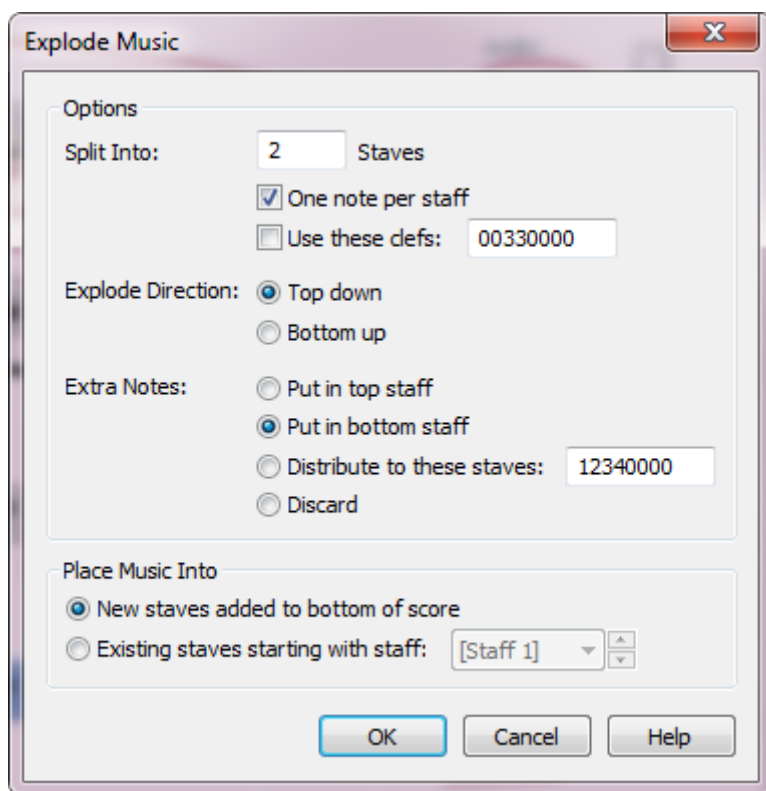 Explode Music
Options
Split Into: 2 Staves
One note per staff
Use these clefs: 00330000
Explode Direction: Top down
Bottom up
Extra Notes: Put in top staff
Put in bottom staff
Distribute to these staves: 12340000
Discard
Place Music Into
New staves added to bottom of score
Existing staves starting with staff: [Staff 1]
OK Cancel Help